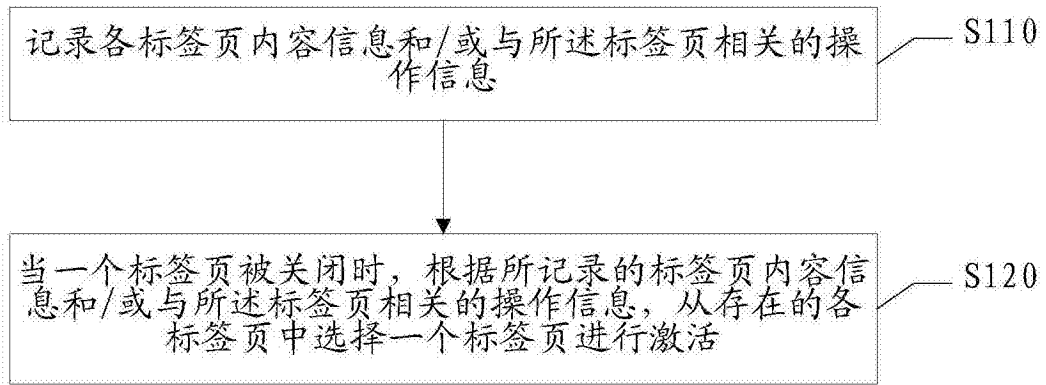 记录各标签页内容信息和/或与所述标签页相关的操
作信息
S110
当一个标签页被关闭时，根据所记录的标签页内容信
息和/或与所述标签页相关的操作信息，从存在的各
标签页中选择一个标签页进行激活
S120